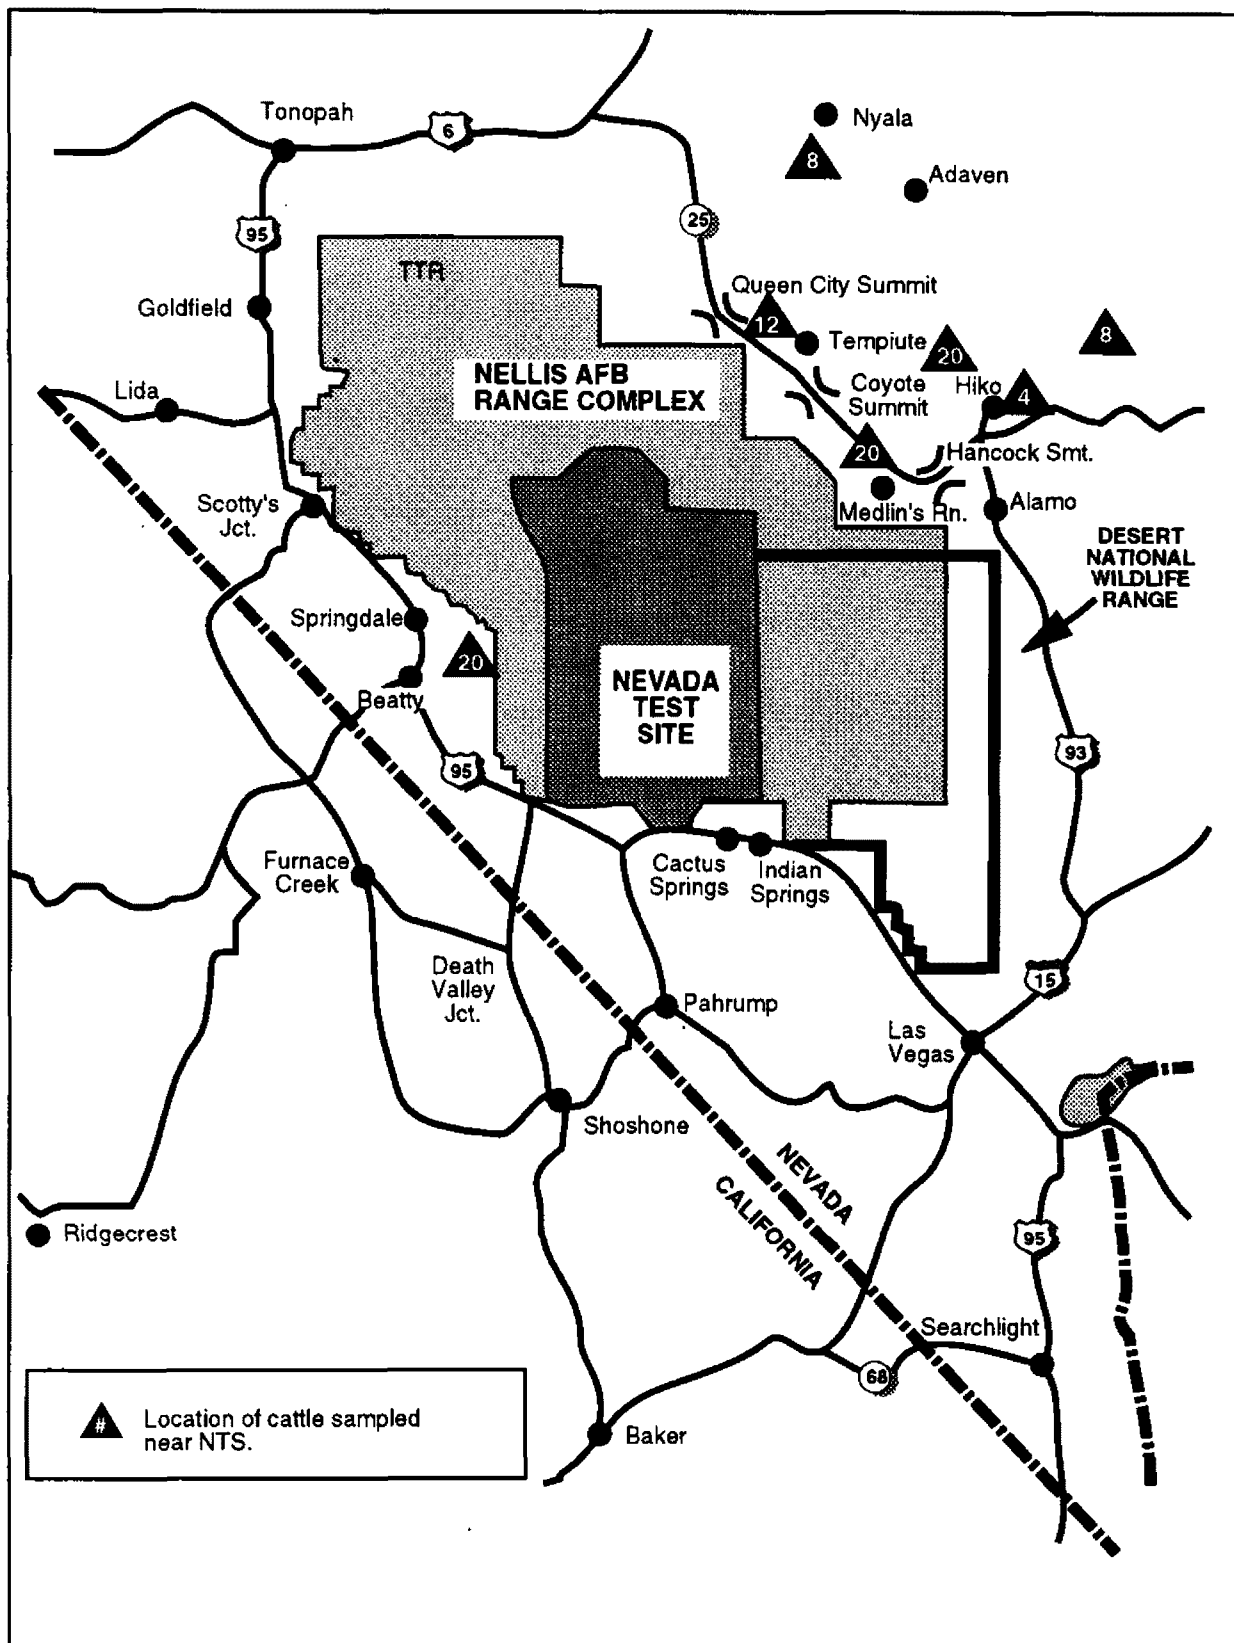 Tonopah
6
Nyala
8
Adaven
95
25
TTR
Queen City Summit
12
Goldfield
Tempiute
20
8
NELLIS AFB
RANGE COMPLEX
Lida
Coyote
Summit
Hiko
4
20
Hancock Smt.
Scotty's
Jct.
Medlin's Rn.
Alamo
DESERT
NATIONAL
WILDLIFE
RANGE
Springdale
20
Beatty
NEVADA
TEST
SITE
95
93
Furnace
Creek
Cactus
Springs
Indian
Springs
Death
Valley
Jct.
15
Pahrump
Las
Vegas
Shoshone
NEVADA
CALIFORNIA
Ridgecrest
95
Searchlight
68
# Location of cattle sampled
near NTS.
Baker